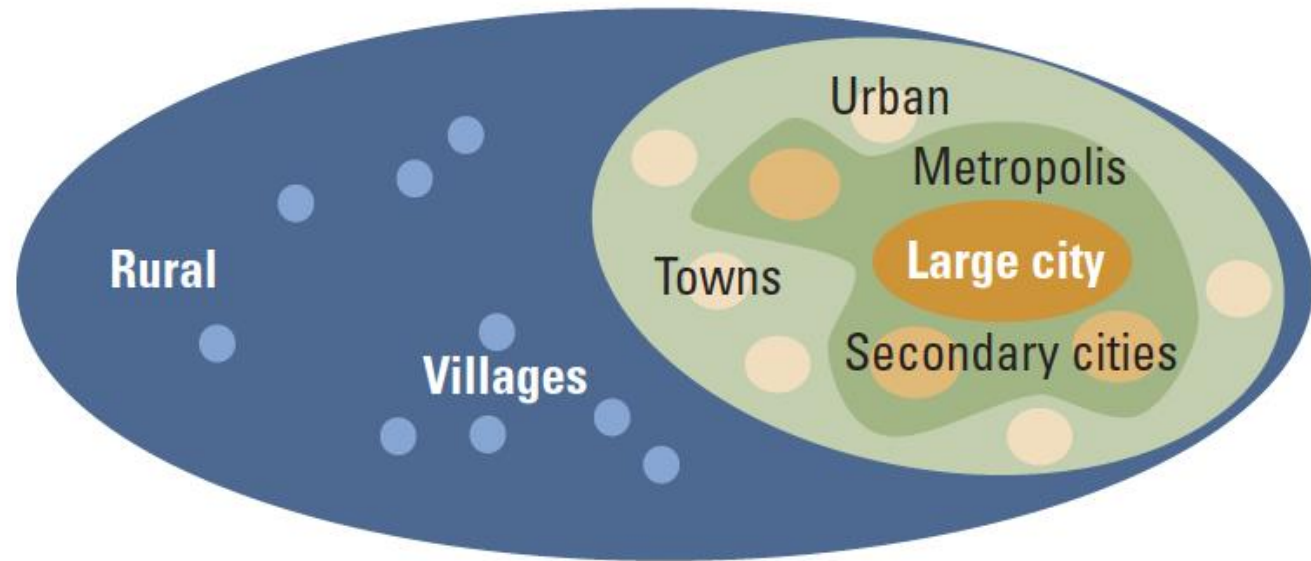 Urban
Metropolis
Rural
Large city
Towns
Secondary cities
Villages